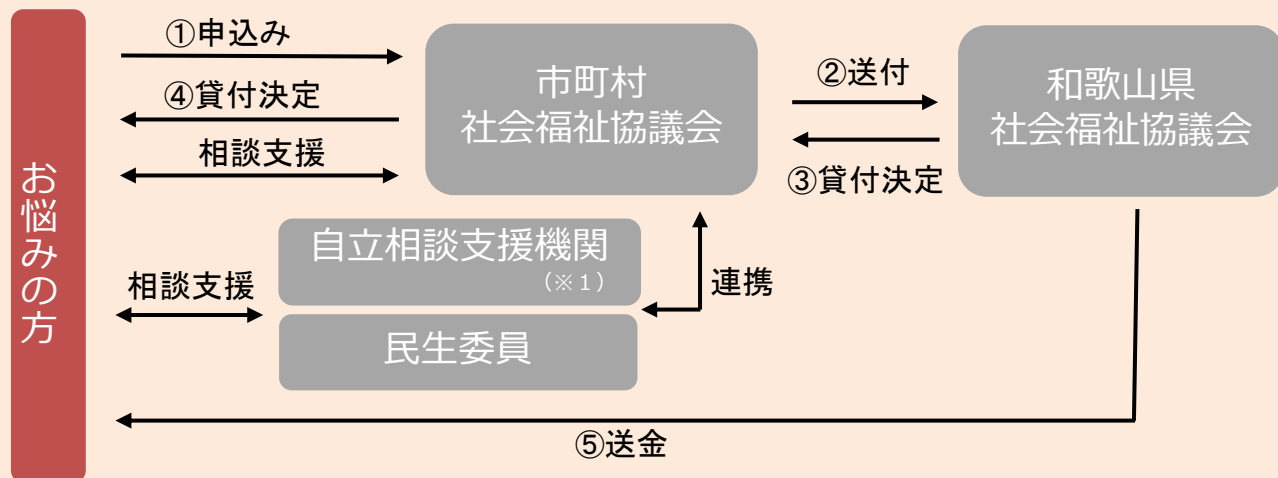 お悩みの方
①申込み
④貸付決定
相談支援
市町村
社会福祉協議会
②送付
③貸付決定
和歌山県
社会福祉協議会
相談支援
自立相談支援機関
（※１）
民生委員
連携
⑤送金